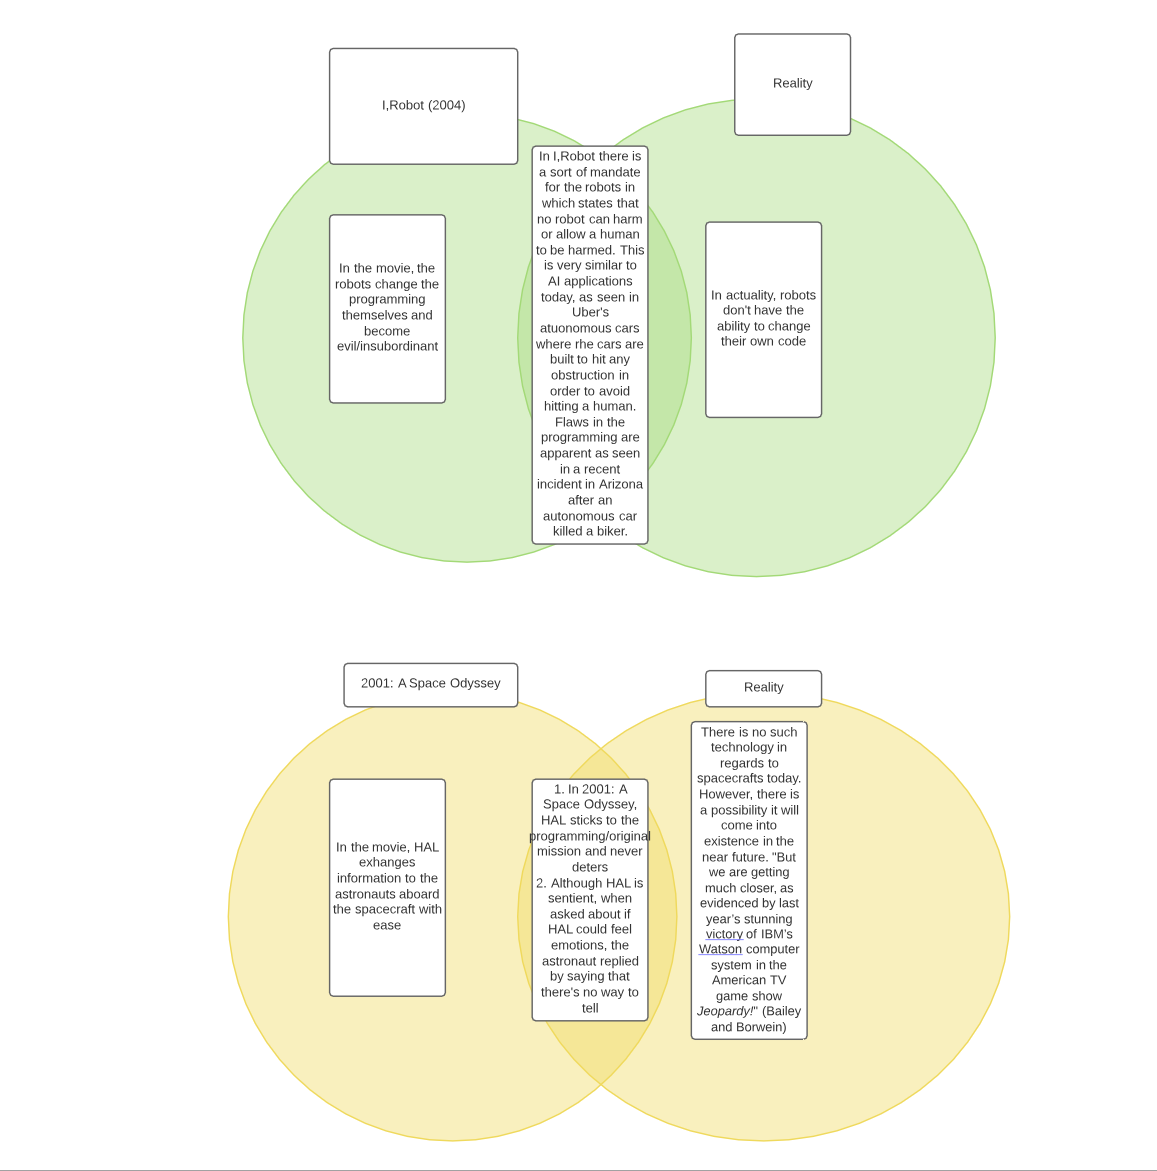 I,Robot (2004)
Reality
In the movie, the
robots change the
programming
themselves and
become
evil/insubordinant
In I,Robot there is
a sort of mandate
for the robots in
which states that
no robot can harm
or allow a human
to be harmed. This
is very similar to
AI applications
today, as seen in
Uber's
atuonomous cars
where rhe cars are
built to hit any
obstruction in
order to avoid
hitting a human.
Flaws in the
programming are
apparent as seen
in a recent
incident in Arizona
after an
autonomous car
killed a biker.
In actuality, robots
don't have the
ability to change
their own code
2001: A Space Odyssey
Reality
In the movie, HAL
exhanges
information to the
astronauts aboard
the spacecraft with
ease
1. In 2001: A
Space Odyssey,
HAL sticks to the
programming/original
mission and never
deters
2. Although HAL is
sentient, when
asked about if
HAL could feel
emotions, the
astronaut replied
by saying that
there's no way to
tell
There is no such
technology in
regards to
spacecrafts today.
However, there is
a possibility it will
come into
existence in the
near future. "But
we are getting
much closer, as
evidenced by last
year's stunning
victory of IBM's
Watson computer
system in the
American TV
game show
Jeopardy!" (Bailey
and Borwein)